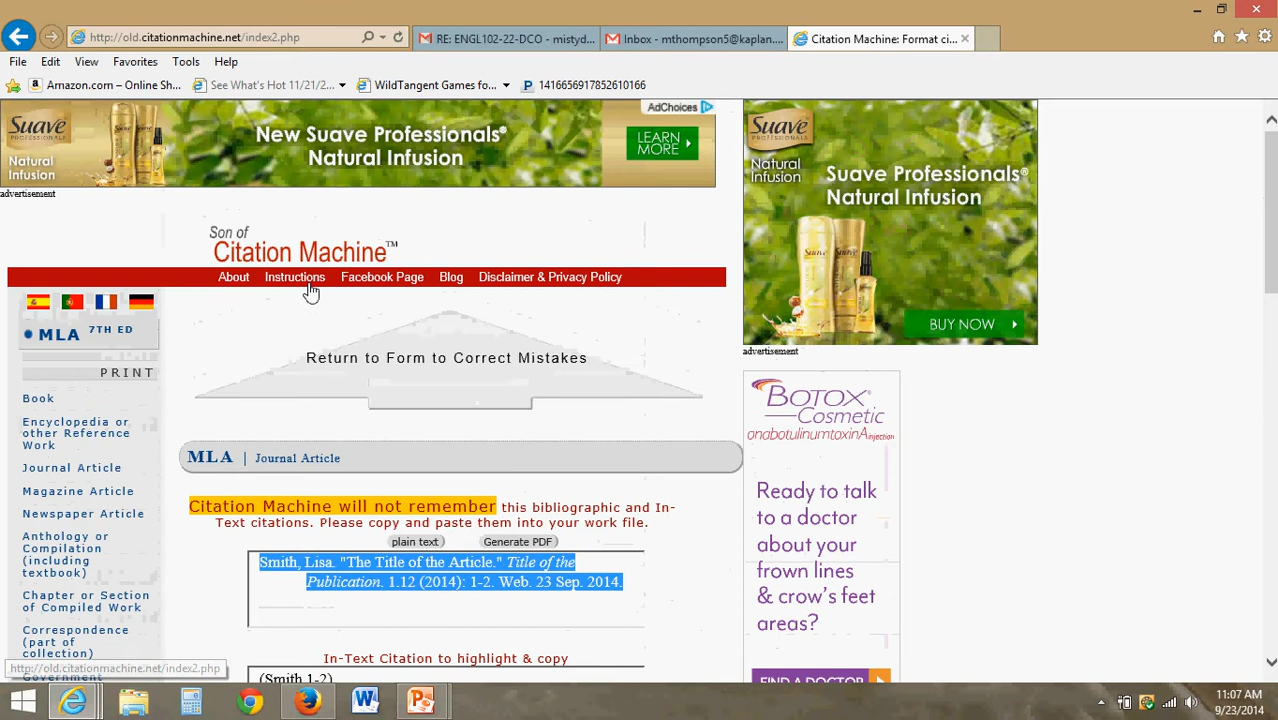 http://old.citationmachine.net/index2.php
RE: ENGL102-22-DCO - mistyd...
Inbox - mthompson5@kaplan....
Citation Machine: Format ci...
File Edit View Favorites Tools Help
Amazon.com – Online Sh...
See What's Hot 11/21/2...
WildTangent Games fo...
1416656917852610166
AdChoices
Suave
PROFESSIONALS
Natural
Infusion
New Suave Professionals®
Natural Infusion
LEARN
MORE
advertisement
Suave
PROFESSIONALS
Natural
Infusion
Suave Professionals®
Natural Infusion
BUY NOW
advertisement
Son of
Citation Machine™
About Instructions Facebook Page Blog Disclaimer & Privacy Policy
MLA 7TH ED
PRINT
Book
Encyclopedia or
other Reference
Work
Journal Article
Magazine Article
Newspaper Article
Anthology or
Compilation
(including
textbook)
Chapter or Section
of Compiled Work
Correspondence
(part of
collection)
Government
Return to Form to Correct Mistakes
MLA | Journal Article
Citation Machine will not remember this bibliographic and In-
Text citations. Please copy and paste them into your work file.
plain text Generate PDF
Smith, Lisa. "The Title of the Article." Title of the
Publication. 1.12 (2014): 1-2. Web. 23 Sep. 2014.
In-Text Citation to highlight & copy
(Smith 1-2)
BOTOX®
Cosmetic
onabotulinumtoxinA injection
Ready to talk
to a doctor
about your
frown lines
& crow's feet
areas?
FIND A DOCTOR
http://old.citationmachine.net/index2.php
11:07 AM
9/23/2014